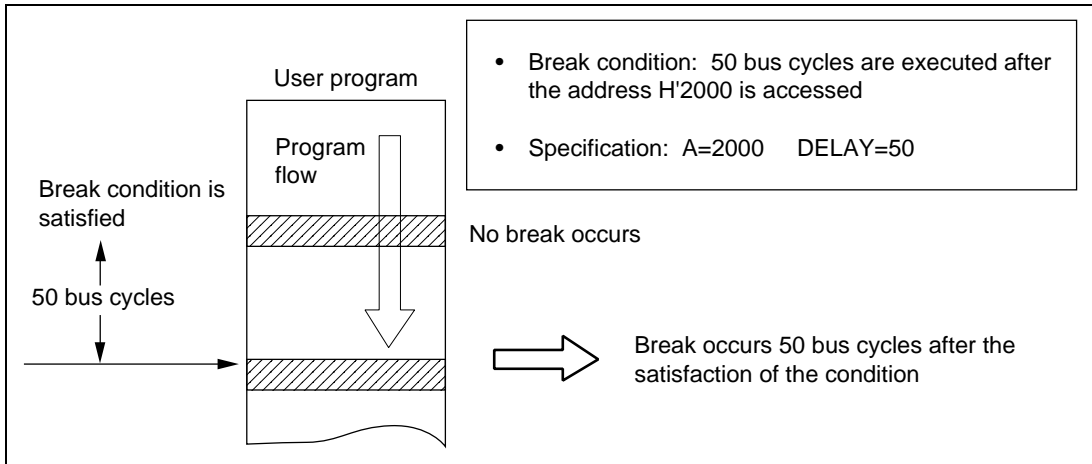 • Break condition: 50 bus cycles are executed after
the address H'2000 is accessed
• Specification: A=2000 DELAY=50
User program
Program
flow
Break condition is
satisfied
No break occurs
50 bus cycles
Break occurs 50 bus cycles after the
satisfaction of the condition